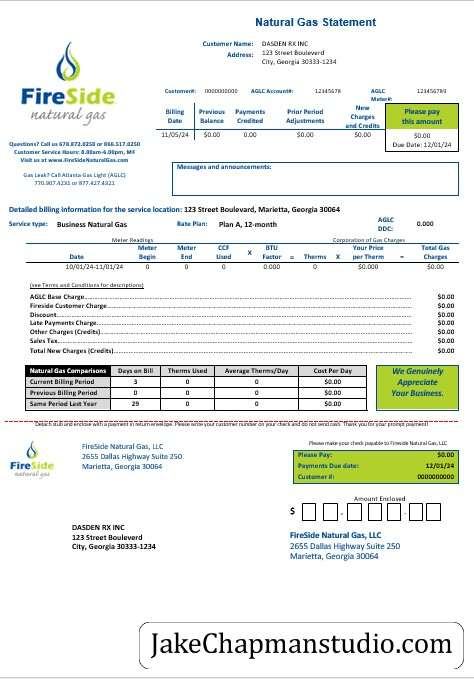 Natural Gas Statement
Customer Name: DASDEN RX INC
Address: 123 Street Bouleverd
City, Georgia 30333-1234
FireSide
natural gas
Customer#: 0000000000 AGLC Account#: 12345678 AGLC Meter#: 123456789
Billing Date Previous Balance Payments Credited Prior Period Adjustments New Charges and Credits Please pay this amount
11/05/24 $0.00 0.00 $0.00 $0.00 $0.00
Due Date: 12/01/24
Questions? Call us 678.872.0250 or 866.517.0250
Customer Service Hours: 8.00am-6.00pm, M-F
Visit us at www.FireSideNaturalGas.com
Gas Leak? Call Atlanta Gas Light (AGLC)
770.907.4231 or 877.427.4321
Messages and announcements:
Detailed billing information for the service location: 123 Street Boulevard, Marietta, Georgia 30064
Service type: Business Natural Gas Rate Plan: Plan A, 12-month AGLC DDC: 0.000
Meter Readings Corporation of Gas Charges
Date Meter Begin Meter End CCF Used X BTU Factor = Therms X Your Price per Therm = Total Gas Charges
10/01/24-11/01/24 0 0 0 0.000 0 $0.00 $0.00
(see Terms and Conditions for descriptions)
AGLC Base Charge $0.00
Fireside Customer Charge $0.00
Discount $0.00
Late Payments Charge $0.00
Other Charges (Credits) $0.00
Sales Tax $0.00
Total New Charges (Credits) $0.00
Natural Gas Comparisons Days on Bill Therms Used Average Therms/Day Cost Per Day
Current Billing Period 3 0 0 $0.00
Previous Billing Period 0 0 0 $0.00
Same Period Last Year 29 0 0 $0.00
We Genuinely
Appreciate
Your Business.
Detach stub and enclose with a payment in return envelope. Please write your customer number on your check and do not send cash. Thank you for your prompt payment!
FireSide
natural gas
FireSide Natural Gas, LLC
2655 Dallas Highway Suite 250
Marietta, Georgia 30064
Please make your check payable to Fireside Natural Gas, LLC
Please Pay: $0.00
Payments Due date: 12/01/24
Customer #: 0000000000
Amount Enclosed
$ , .
DASDEN RX INC
123 Street Boulevard
City, Georgia 30333-1234
FireSide Natural Gas, LLC
2655 Dallas Highway Suite 250
Marietta, Georgia 30064
JakeChapmanstudio.com